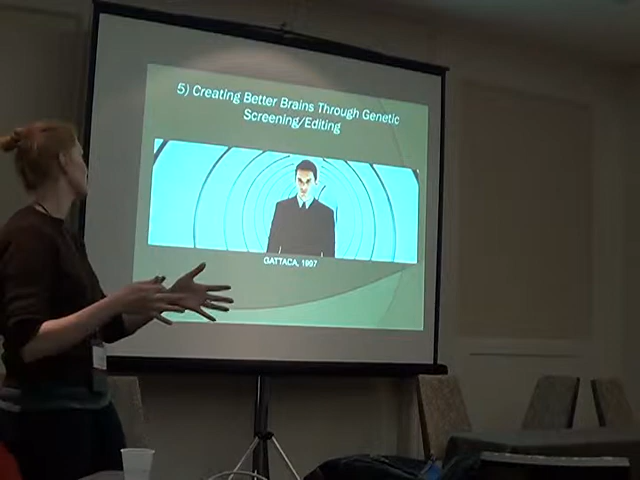 5) Creating Better Brains Through Genetic
Screening/Editing
GATTACA, 1997